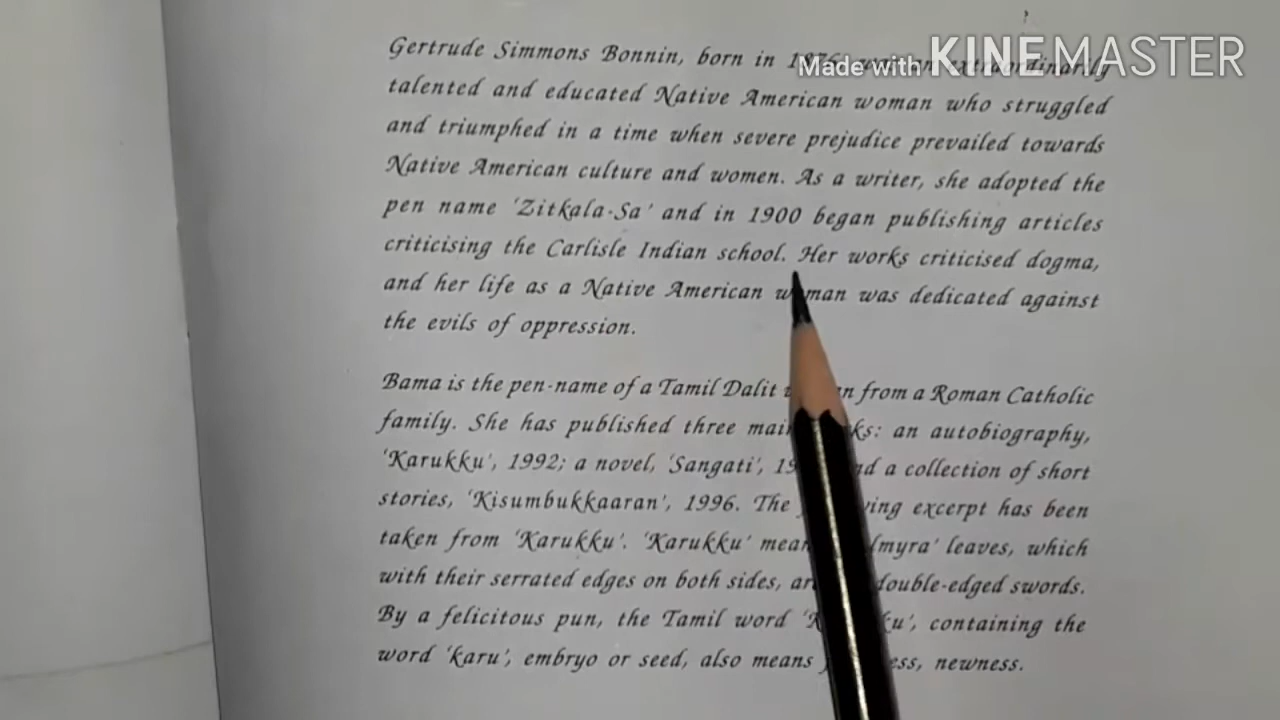 Made with KINEMASTER
Gertrude Simmons Bonnin, born in 1876, was an extraordinarily
talented and educated Native American woman who struggled
and triumphed in a time when severe prejudice prevailed towards
Native American culture and women. As a writer, she adopted the
pen name 'Zitkala-Sa' and in 1900 began publishing articles
criticising the Carlisle Indian school. Her works criticised dogma,
and her life as a Native American woman was dedicated against
the evils of oppression.
Bama is the pen-name of a Tamil Dalit woman from a Roman Catholic
family. She has published three main : an autobiography,
'Karukku', 1992; a novel, 'Sangati', and a collection of short
stories, 'Kisumbukkaaran', 1996. The excerpt has been
taken from 'Karukku'. 'Karukku' leaves, which
with their serrated edges on both sides, double-edged swords.
By a felicitous pun, the Tamil word containing the
word 'karu', embryo or seed, also means newness.